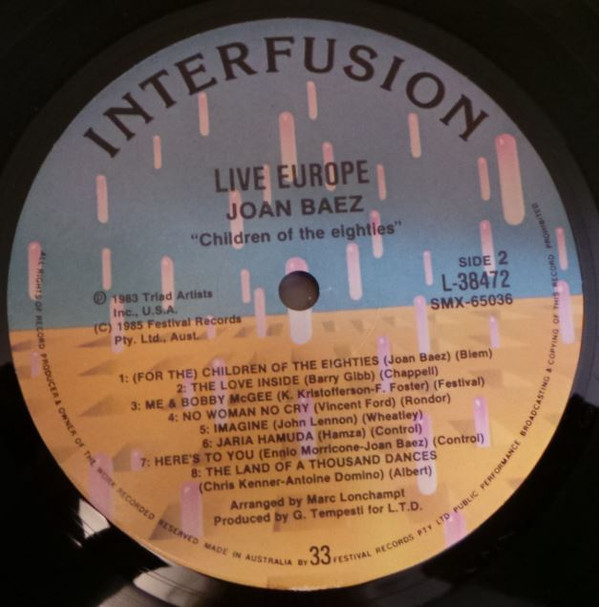 INTERFUSION
LIVE EUROPE
JOAN BAEZ
"Children of the eighties"
SIDE 2
L-38472
SMX-65036
Ⓟ 1983 Triad Artists
Inc., U.S.A.
(C) 1985 Festival Records
Pty. Ltd., Aust.
1: (FOR THE) CHILDREN OF THE EIGHTIES (Joan Baez) (Biem)
2: THE LOVE INSIDE (Barry Gibb) (Chappell)
3: ME & BOBBY McGEE (K. Kristofferson-F. Foster) (Festival)
4: NO WOMAN NO CRY (Vincent Ford) (Rondor)
5: IMAGINE (John Lennon) (Wheatley)
6: JARIA HAMUDA (Hamza) (Control)
7: HERE'S TO YOU (Ennio Morricone-Joan Baez) (Control)
8: THE LAND OF A THOUSAND DANCES
(Chris Kenner-Antoine Domino) (Albert)
Arranged by Marc Lonchampt
Produced by G. Tempesti for L.T.D.
33
ALL RIGHTS OF RECORD PRODUCER & OWNER OF THE WORK RECORDED RESERVED MADE IN AUSTRALIA BY FESTIVAL RECORDS PTY LTD PUBLIC PERFORMANCE BROADCASTING & COPYING OF THIS RECORD PROHIBITED